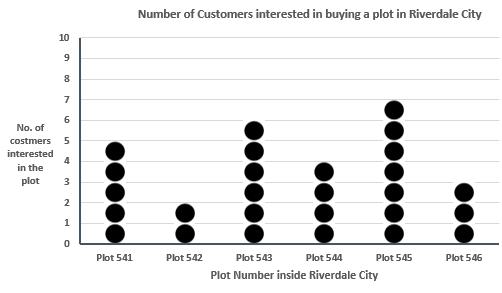 Number of Customers interested in buying a plot in Riverdale City
10
9
8
7
6
5
4
3
2
1
0
No. of
costmers
interested
in the
plot
Plot 541 Plot 542 Plot 543 Plot 544 Plot 545 Plot 546
Plot Number inside Riverdale City